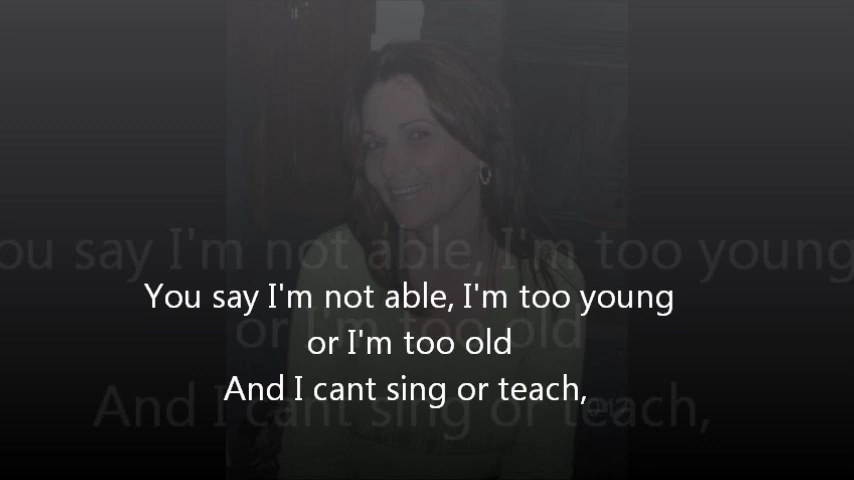 You say I'm not able, I'm too young
or I'm too old
And I cant sing or teach,